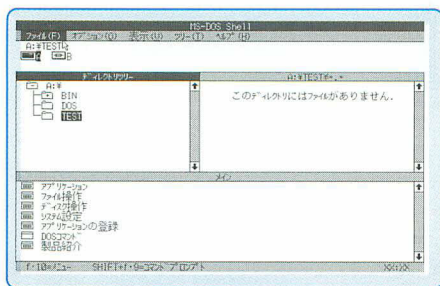 MS-DOS Shell
ファイル(F) オプション(O) 表示(V) ツリー(T) ヘルプ(H)
A:¥TEST
A B
ディレクトリツリー
A:¥TEST¥*.*
A:¥
BIN
DOS
TEST
このディレクトリにはファイルがありません.
メイン
アプリケーション
ファイル操作
ディスク操作
システム設定
アプリケーションの登録
DOSコマンド
製品紹介
f･10=メニュー SHIFT+f･9=コマンドプロンプト
XX:XX